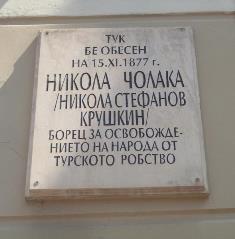 ТУК
БЕ ОБЕСЕН
НА 15.XI.1877 г.
НИКОЛА ЧОЛАКА
/НИКОЛА СТЕФАНОВ
КРУШКИН/
БОРЕЦ ЗА ОСВОБОЖДЕ-
НИЕТО НА НАРОДА ОТ
ТУРСКОТО РОБСТВО